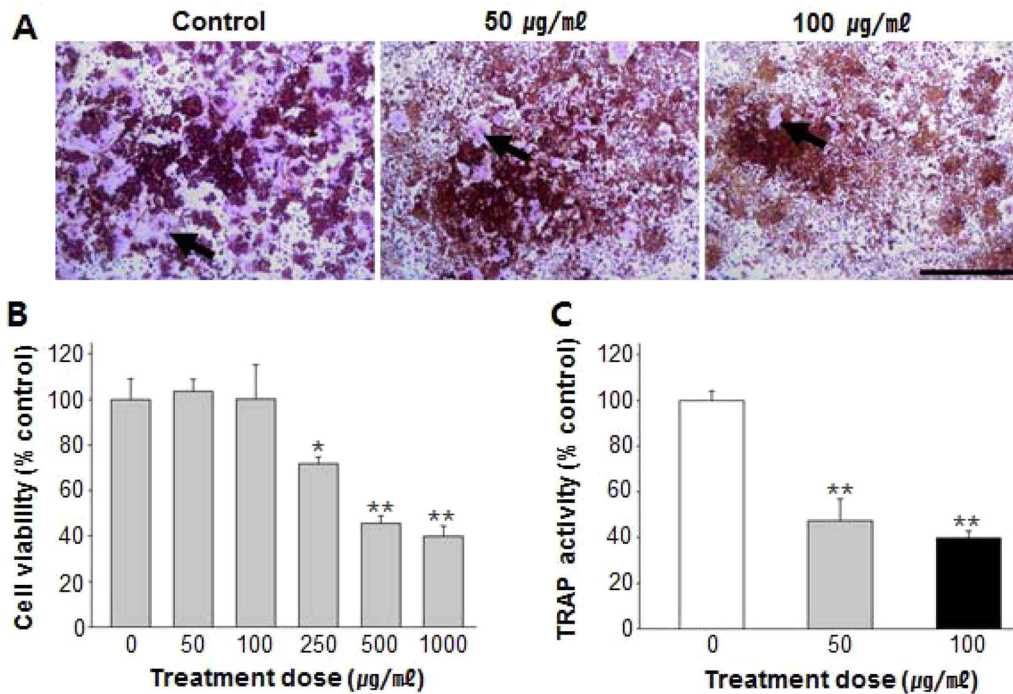 A
Control
50 μg/㎖
100 μg/㎖
B
Cell viability (% control)
120
100
80
60
40
20
0
*
**
**
0 50 100 250 500 1000
Treatment dose (μg/㎖)
C
TRAP activity (% control)
120
100
80
60
40
20
0
**
**
0 50 100
Treatment dose (μg/㎖)